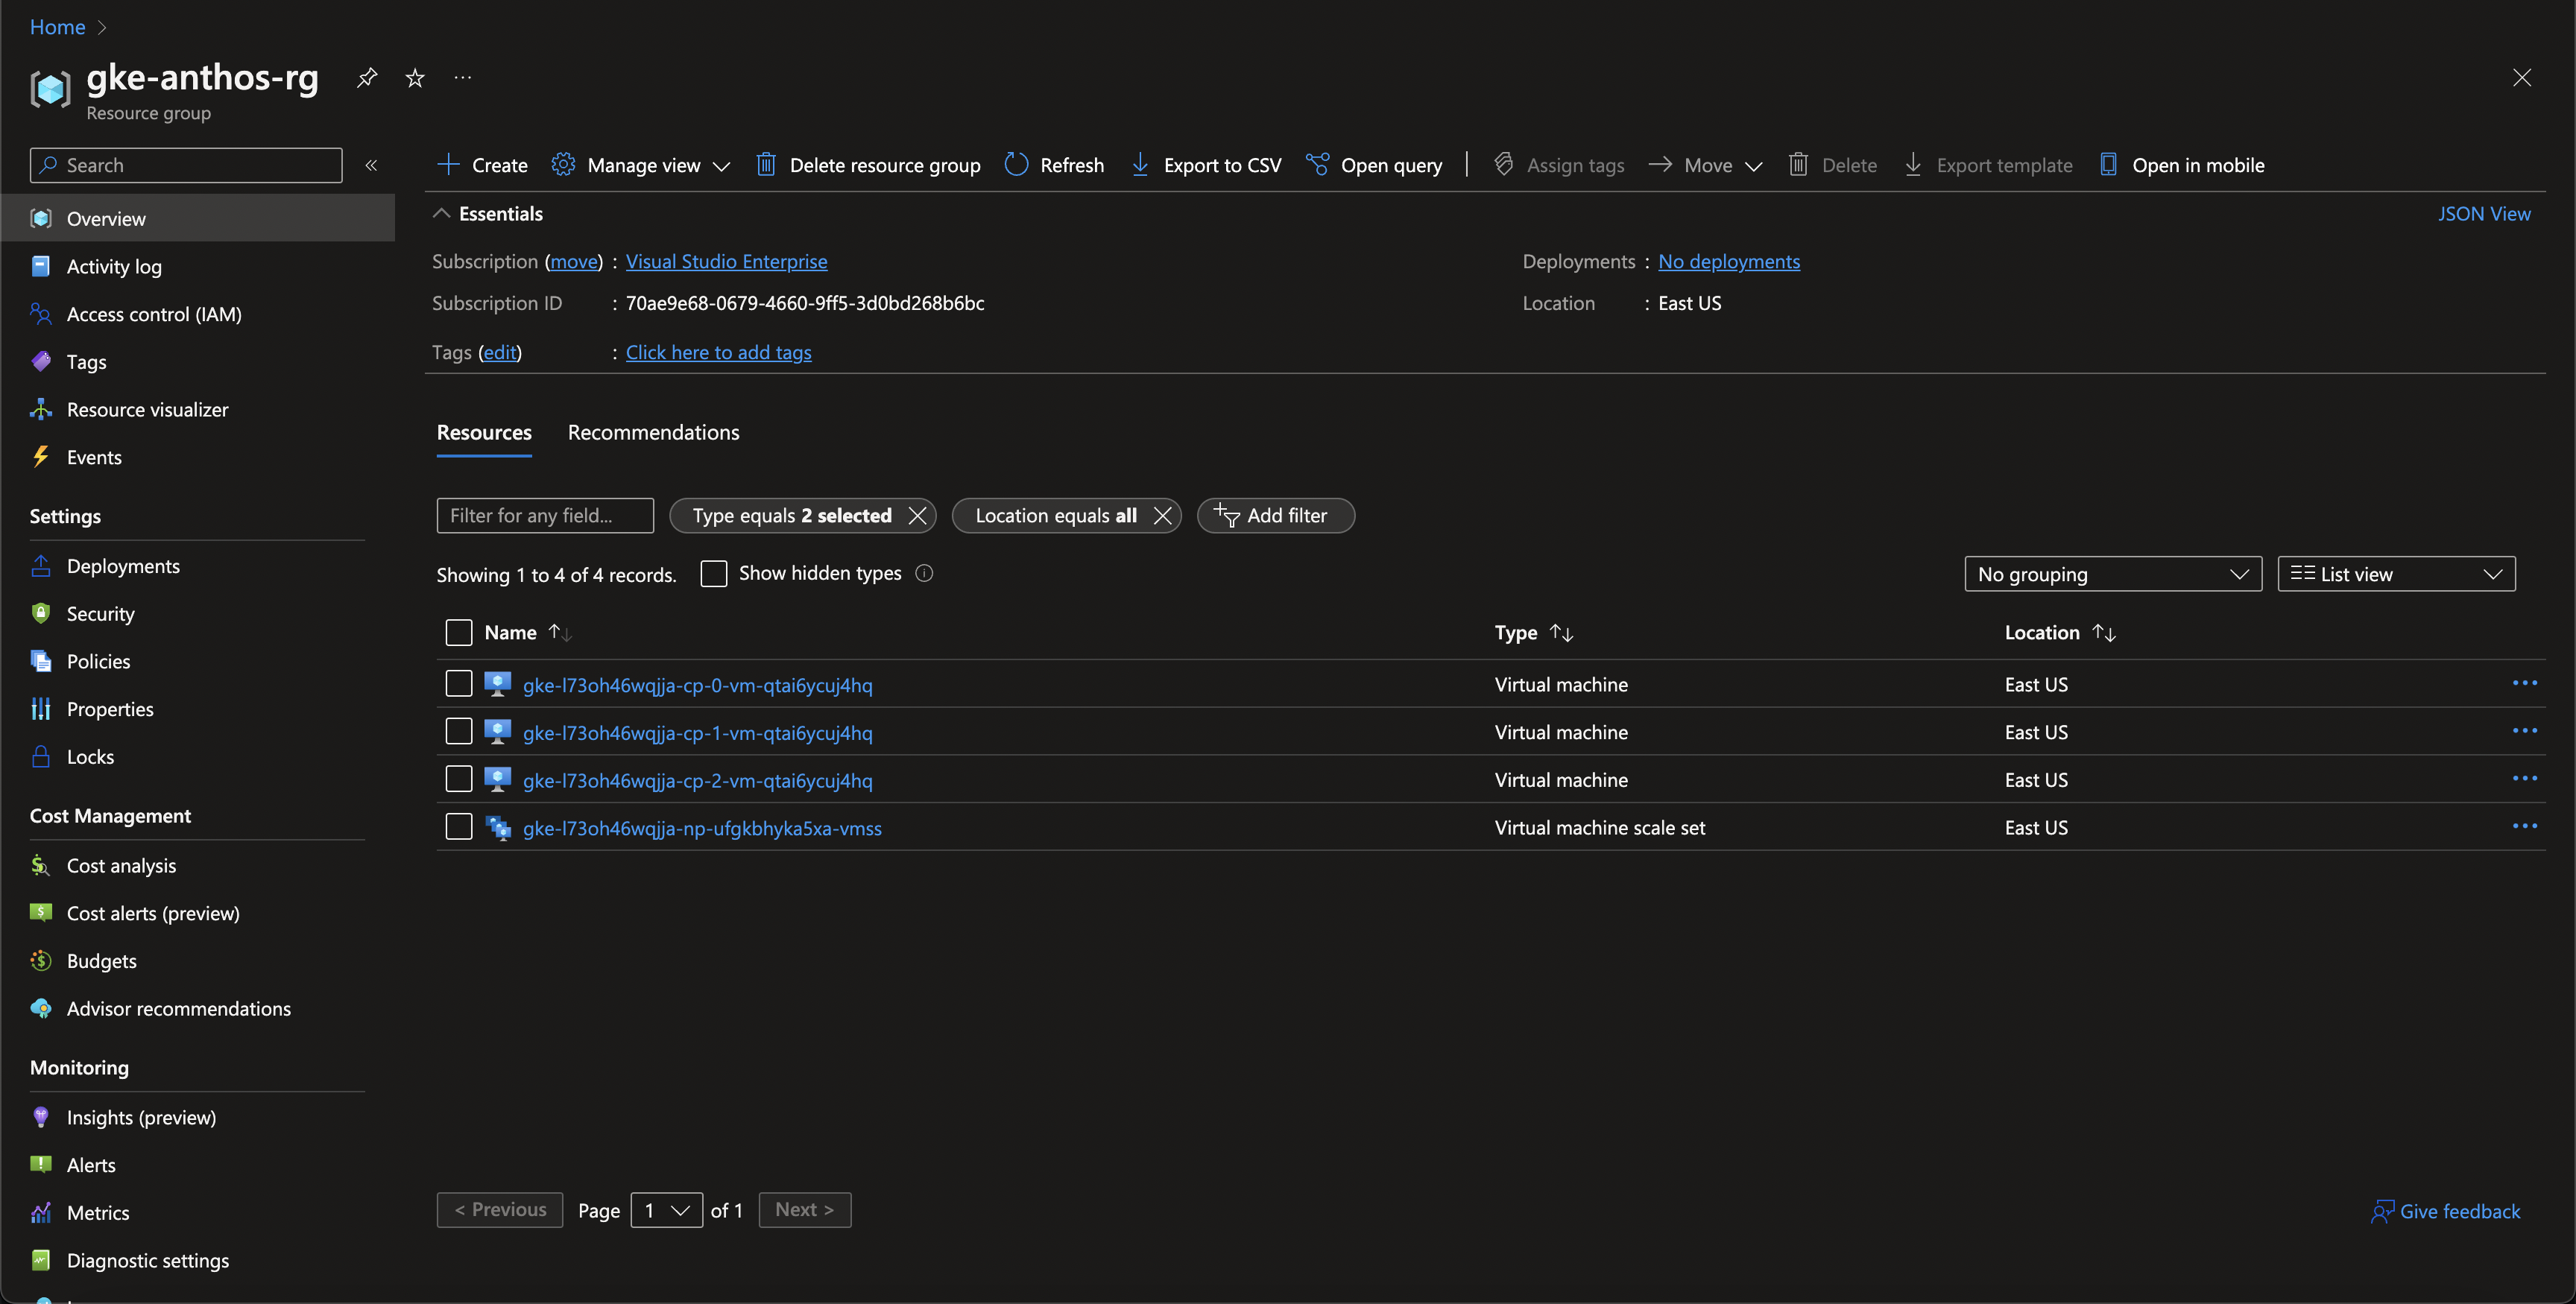 Home >
gke-anthos-rg
Resource group
Search
Create
Manage view
Delete resource group
Refresh
Export to CSV
Open query
Assign tags
Move
Delete
Export template
Open in mobile
Overview
Activity log
Access control (IAM)
Tags
Resource visualizer
Events
Settings
Deployments
Security
Policies
Properties
Locks
Cost Management
Cost analysis
Cost alerts (preview)
Budgets
Advisor recommendations
Monitoring
Insights (preview)
Alerts
Metrics
Diagnostic settings
Essentials
JSON View
Subscription (move) : Visual Studio Enterprise
Deployments : No deployments
Subscription ID : 70ae9e68-0679-4660-9ff5-3d0bd268b6bc
Location : East US
Tags (edit) : Click here to add tags
Resources Recommendations
Filter for any field... Type equals 2 selected Location equals all Add filter
Showing 1 to 4 of 4 records. Show hidden types
No grouping List view
Name Type Location
gke-l73oh46wqjja-cp-0-vm-qtai6ycuj4hq Virtual machine East US
gke-l73oh46wqjja-cp-1-vm-qtai6ycuj4hq Virtual machine East US
gke-l73oh46wqjja-cp-2-vm-qtai6ycuj4hq Virtual machine East US
gke-l73oh46wqjja-np-ufgkbhyka5xa-vmss Virtual machine scale set East US
< Previous Page 1 of 1 Next >
Give feedback